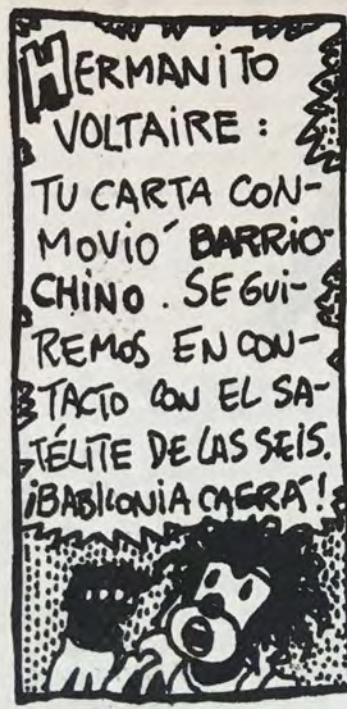 HERMANITO
VOLTAIRE:
TU CARTA CON-
MOVIÓ BARRIO-
CHINO. SEGUI-
REMOS EN CON-
TACTO CON EL SA-
TÉLITE DE LAS SEIS.
¡BABILONIA CAERÁ!